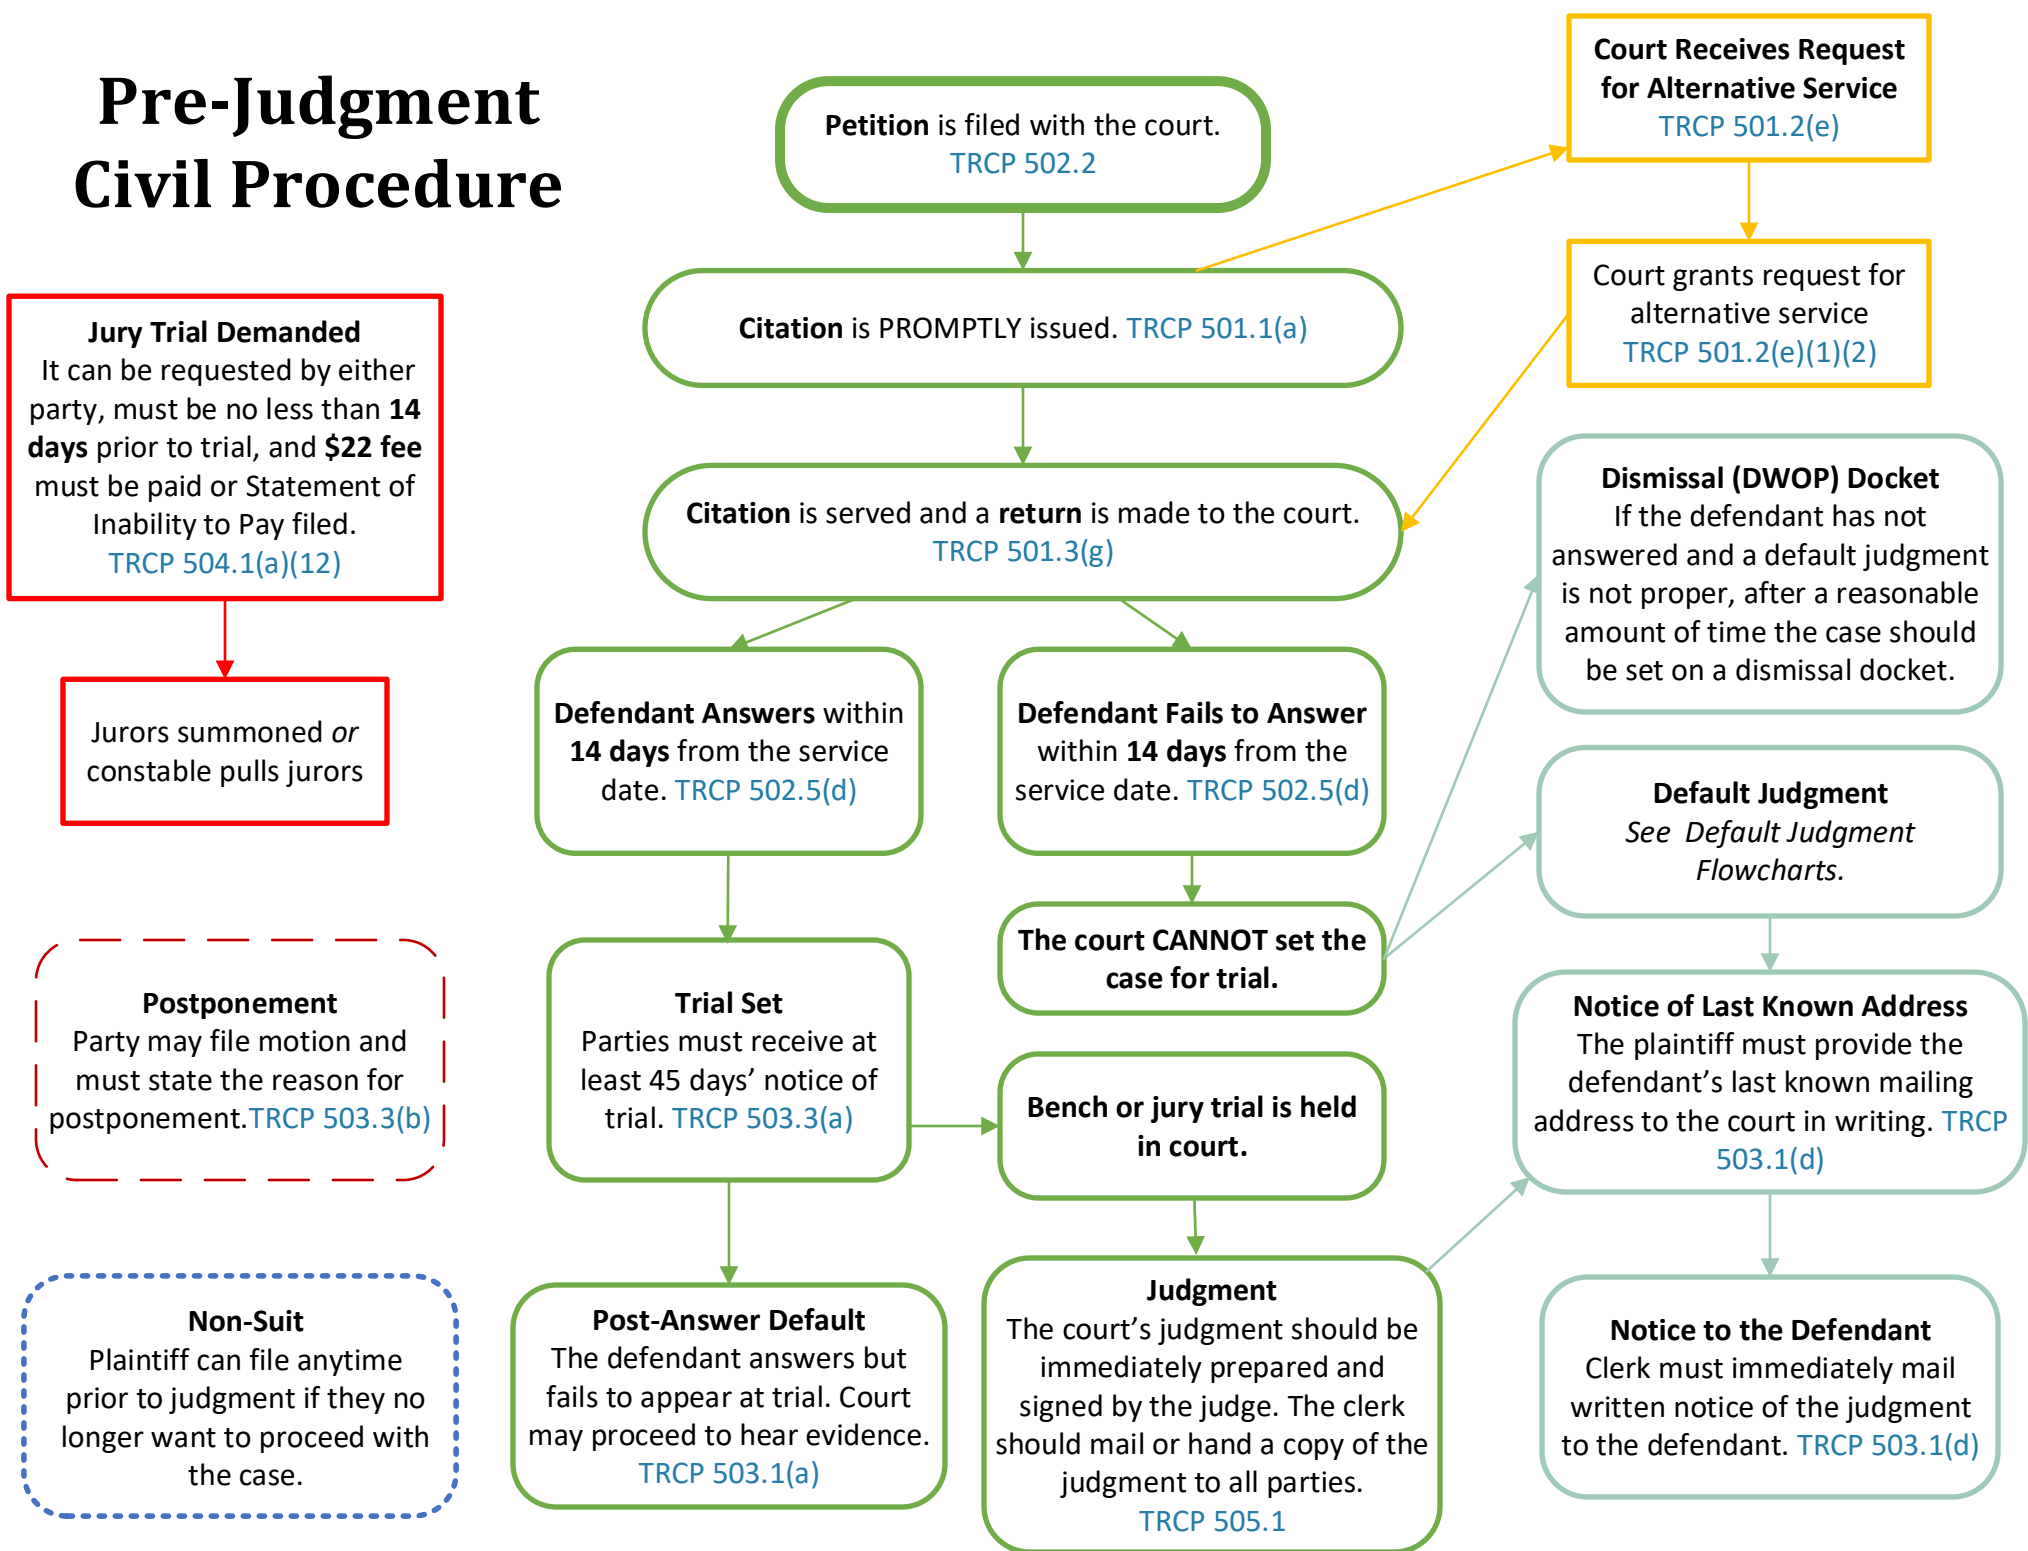 Pre-Judgment
Civil Procedure
Petition is filed with the court.
TRCP 502.2
Court Receives Request
for Alternative Service
TRCP 501.2(e)
Citation is PROMPTLY issued. TRCP 501.1(a)
Court grants request for
alternative service
TRCP 501.2(e)(1)(2)
Jury Trial Demanded
It can be requested by either
party, must be no less than 14
days prior to trial, and $22 fee
must be paid or Statement of
Inability to Pay filed.
TRCP 504.1(a)(12)
Jurors summoned or
constable pulls jurors
Citation is served and a return is made to the court.
TRCP 501.3(g)
Dismissal (DWOP) Docket
If the defendant has not
answered and a default judgment
is not proper, after a reasonable
amount of time the case should
be set on a dismissal docket.
Defendant Answers within
14 days from the service
date. TRCP 502.5(d)
Defendant Fails to Answer
within 14 days from the
service date. TRCP 502.5(d)
Default Judgment
See  Default Judgment
Flowcharts.
The court CANNOT set the
case for trial.
Postponement
Party may file motion and
must state the reason for
postponement.TRCP 503.3(b)
Trial Set
Parties must receive at
least 45 days’ notice of
trial. TRCP 503.3(a)
Bench or jury trial is held
in court.
Notice of Last Known Address
The plaintiff must provide the
defendant’s last known mailing
address to the court in writing. TRCP
503.1(d)
Non-Suit
Plaintiff can file anytime
prior to judgment if they no
longer want to proceed with
the case.
Post-Answer Default
The defendant answers but
fails to appear at trial. Court
may proceed to hear evidence.
TRCP 503.1(a)
Judgment
The court’s judgment should be
immediately prepared and
signed by the judge. The clerk
should mail or hand a copy of the
judgment to all parties.
TRCP 505.1
Notice to the Defendant
Clerk must immediately mail
written notice of the judgment
to the defendant. TRCP 503.1(d)